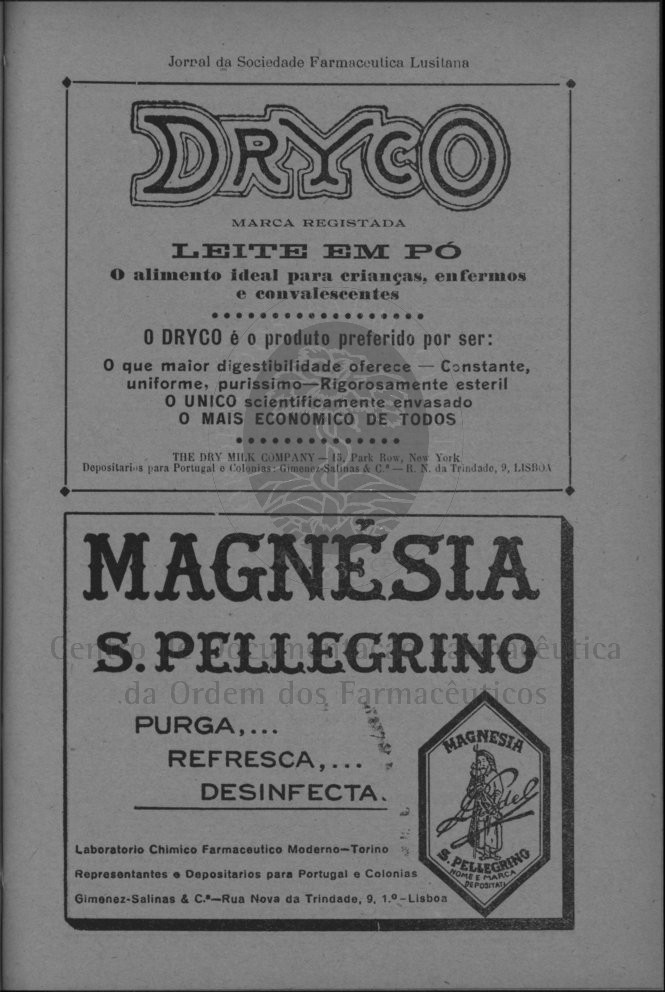 Jornal da Sociedade Farmaceutica Lusitana
DRYCO
MARCA REGISTADA
LEITE EM PÓ
O alimento ideal para crianças, enfermos
e convalescentes
O DRYCO é o produto preferido por ser:
O que maior digestibilidade oferece — Constante,
uniforme, purissimo—Rigorosamente esteril
O UNICO scientificamente envasado
O MAIS ECONOMICO DE TODOS
THE DRY MILK COMPANY — 15, Park Row, New York
Depositarios para Portugal e Colonias: Gimenez-Salinas & C.ª — R. N. da Trindade, 9, LISBOA
MAGNÉSIA
S. PELLEGRINO
Centro de Documentação Farmacêutica
da Ordem dos Farmacêuticos
PURGA,...
REFRESCA,...
DESINFECTA.
MAGNESIA
S. PELLEGRINO
NOME E MARCA
DEPOSITATI
Laboratorio Chimico Farmaceutico Moderno—Torino
Representantes e Depositarios para Portugal e Colonias
Gimenez-Salinas & C.ª—Rua Nova da Trindade, 9, 1.º-Lisboa